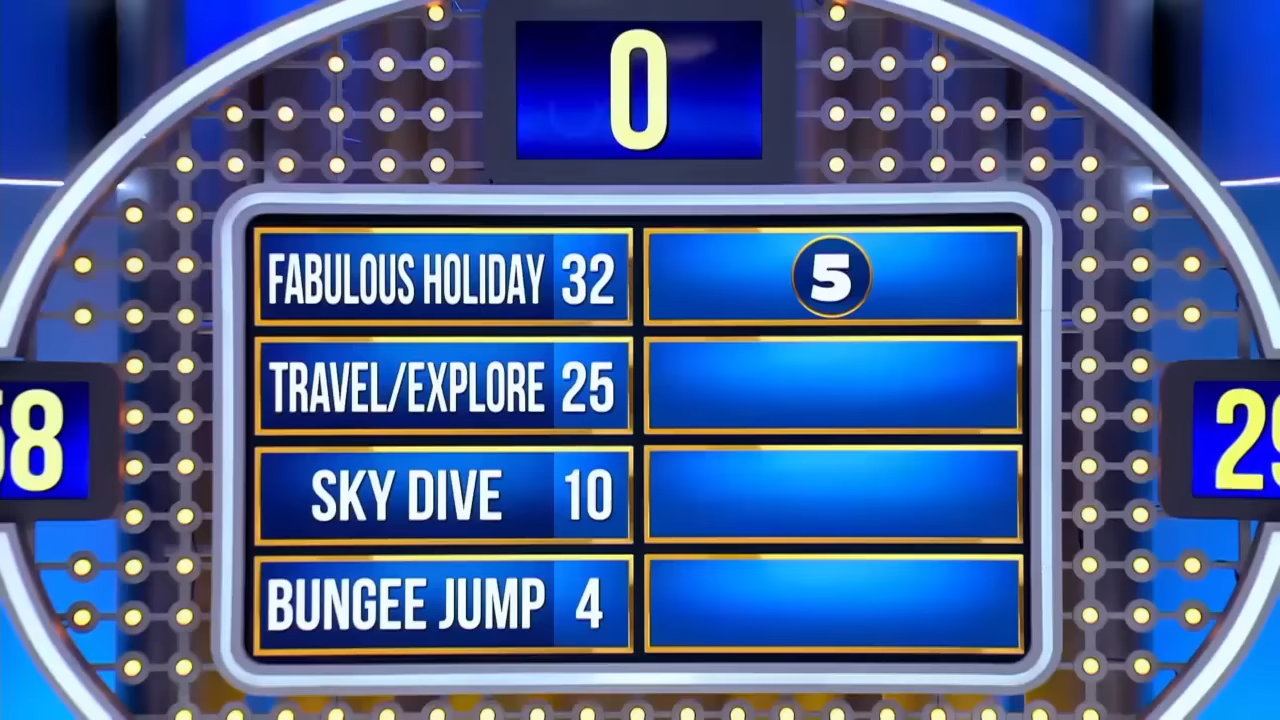 0
FABULOUS HOLIDAY 32
5
TRAVEL/EXPLORE 25
SKY DIVE 10
BUNGEE JUMP 4